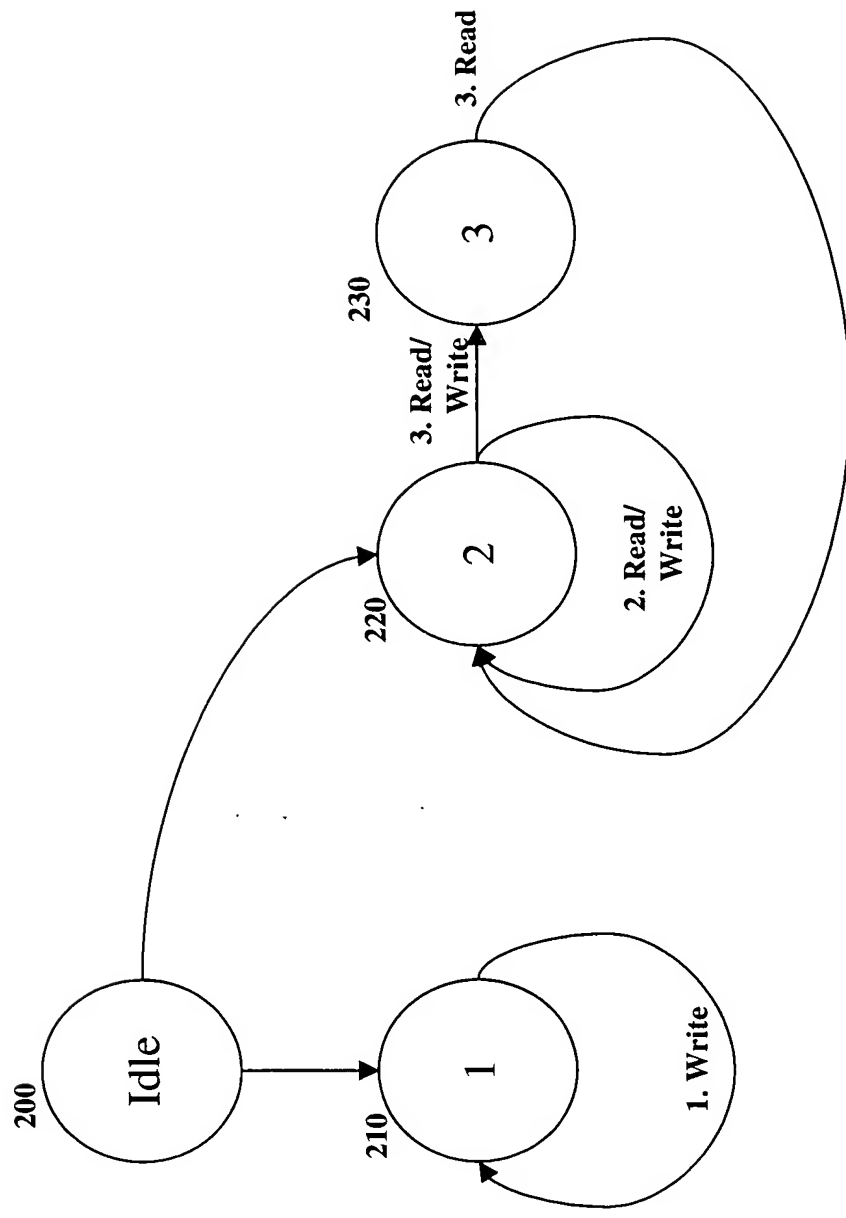 200
Idle
210
220
230
3. Read/
Write
3. Read
1
2
3
2. Read/
Write
1. Write